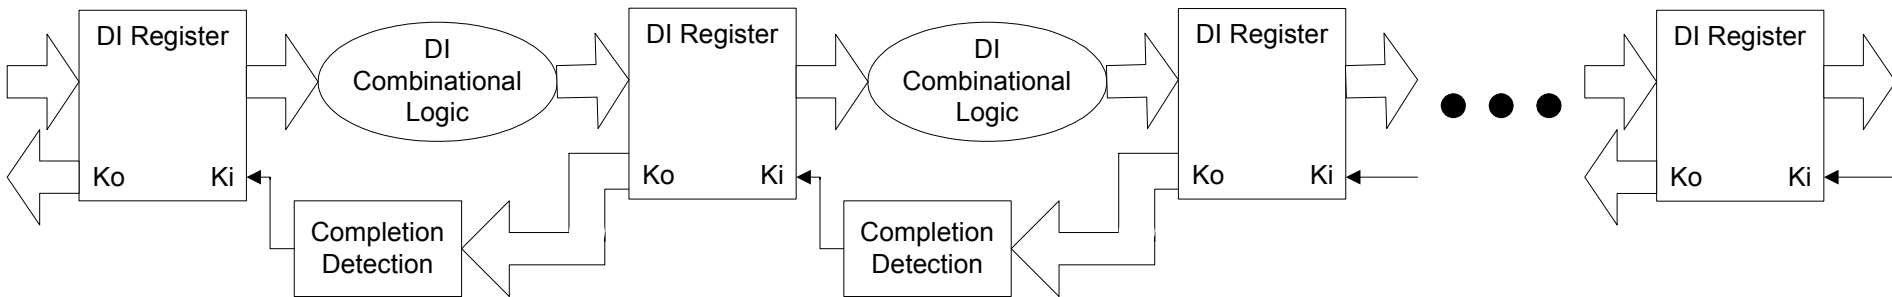 DI Register
DI
Combinational
Logic
DI Register
DI
Combinational
Logic
DI Register
DI Register
Ko
Ki
Ko
Ki
Ko
Ki
Ko
Ki
Completion
Detection
Completion
Detection